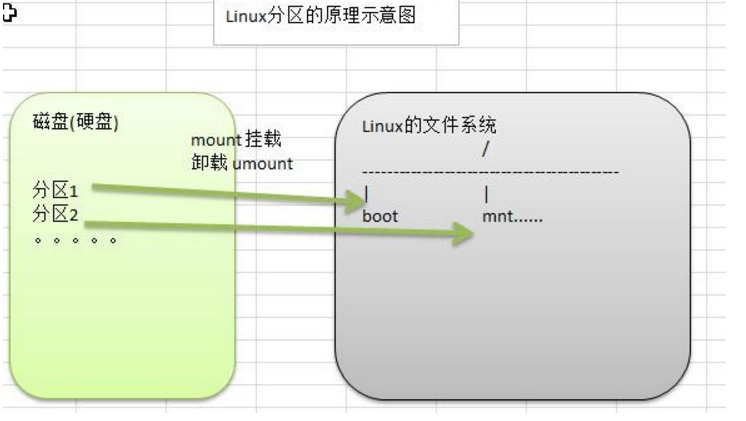 Linux分区的原理示意图
磁盘(硬盘)
mount 挂载
卸载 umount
分区1
分区2
。。。。。
Linux的文件系统
/
------------------------------------------
|    |
boot    mnt......